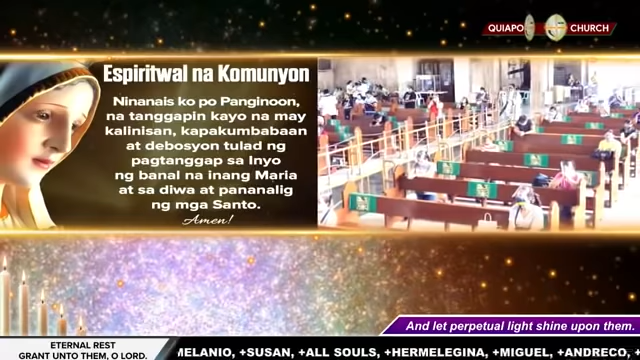 QUIAPO CHURCH
Espiritwal na Komunyon
Ninanais ko po Panginoon,
na tanggapin kayo na may
kalinisan, kapakumbabaan
at debosyon tulad ng
pagtanggap sa Inyo
ng banal na inang Maria
at sa diwa at pananalig
ng mga Santo.
Amen!
And let perpetual light shine upon them.
ETERNAL REST
GRANT UNTO THEM, O LORD.
MELANIO, +SUSAN, +ALL SOULS, +HERMELEGINA, +MIGUEL, +ANDRECO,